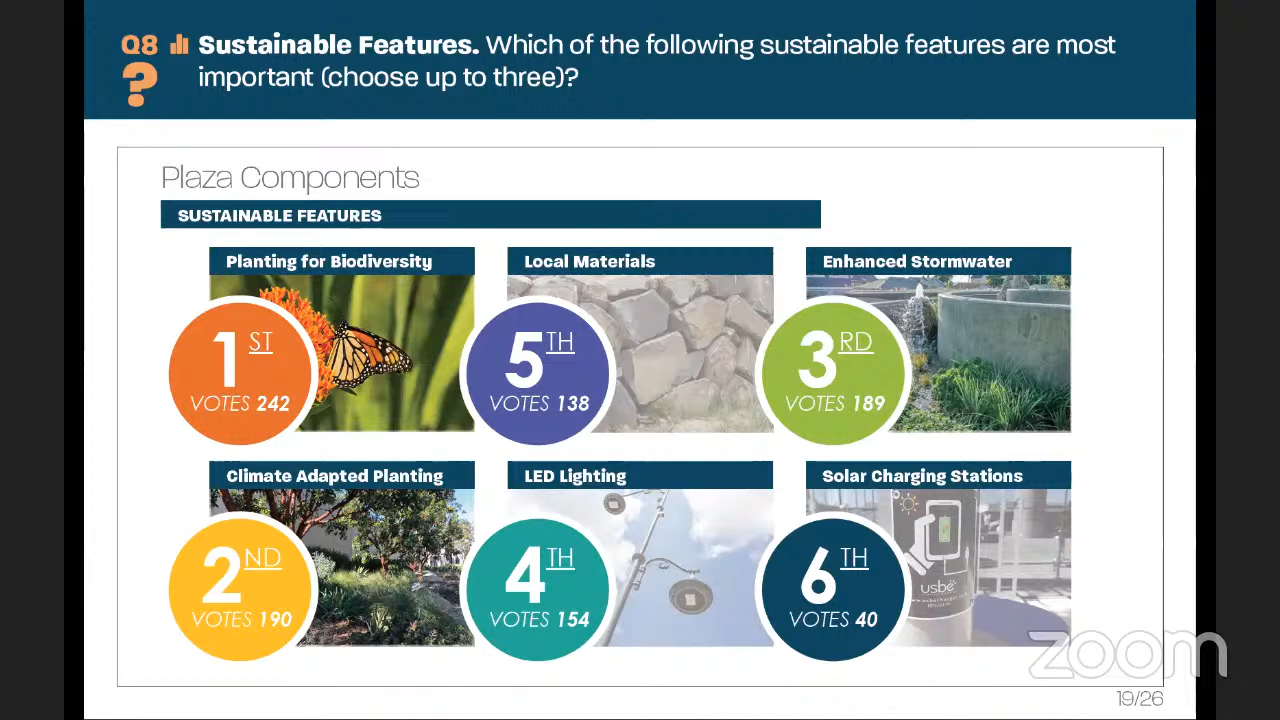 Q8 Sustainable Features. Which of the following sustainable features are most
? important (choose up to three)?
Plaza Components
SUSTAINABLE FEATURES
Planting for Biodiversity
1ST
VOTES 242
Local Materials
5TH
VOTES 138
Enhanced Stormwater
3RD
VOTES 189
Climate Adapted Planting
2ND
VOTES 190
LED Lighting
4TH
VOTES 154
Solar Charging Stations
6TH
VOTES 40
usbe
zoom
19/26